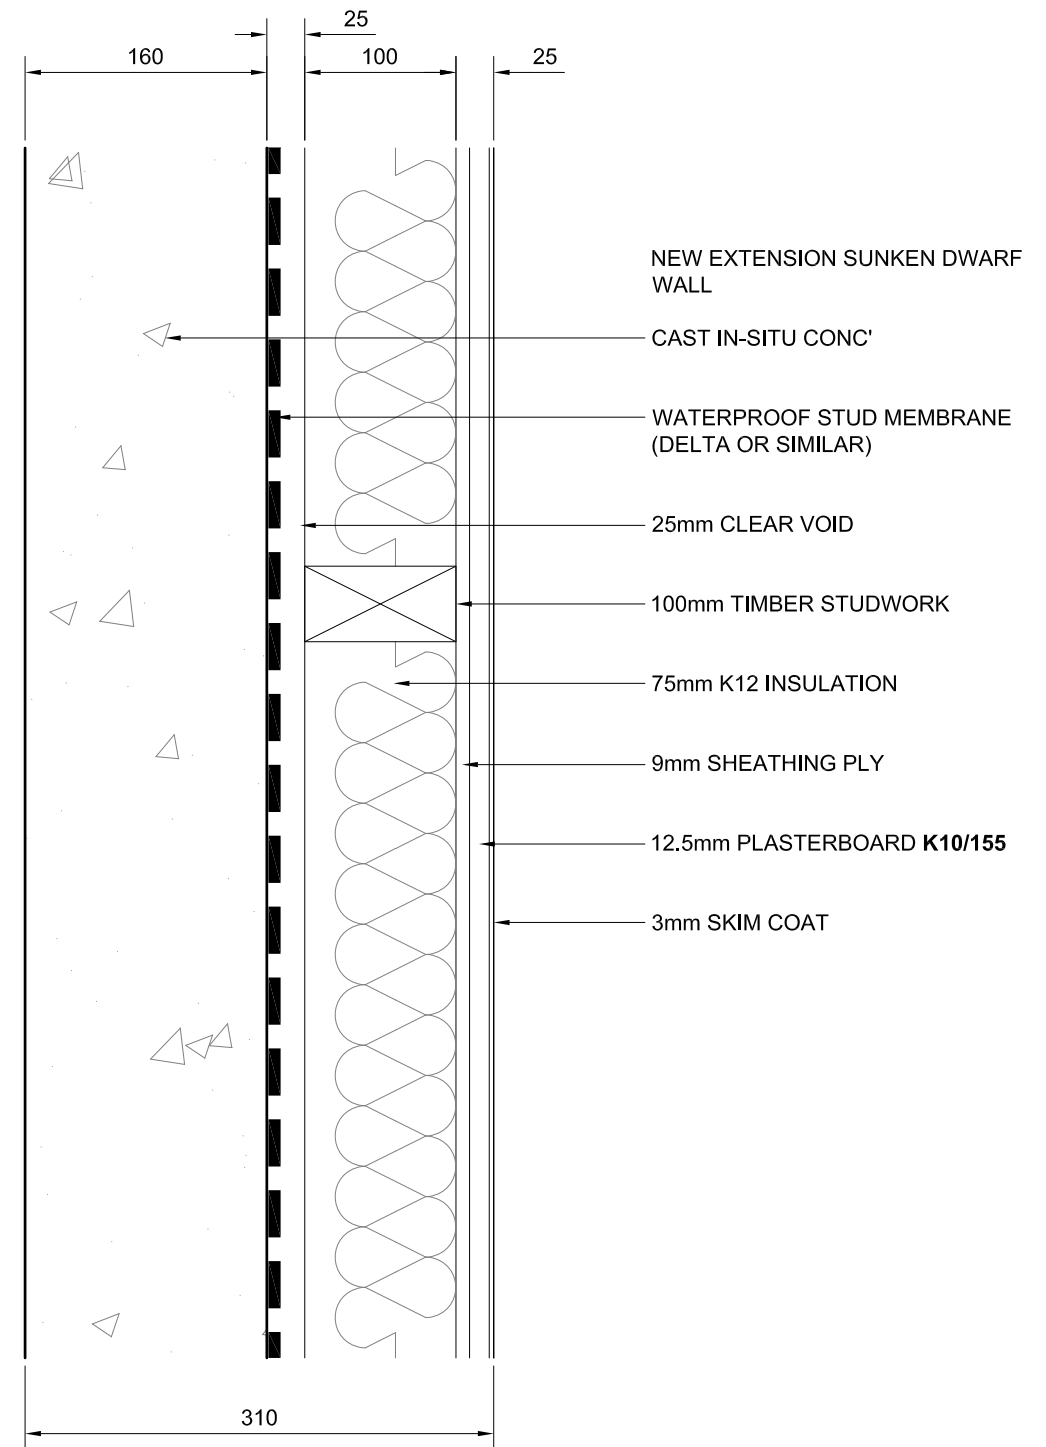 25
160
100
25
NEW EXTENSION SUNKEN DWARF
WALL
CAST IN-SITU CONC'
WATERPROOF STUD MEMBRANE
(DELTA OR SIMILAR)
25mm CLEAR VOID
100mm TIMBER STUDWORK
75mm K12 INSULATION
9mm SHEATHING PLY
12.5mm PLASTERBOARD K10/155
3mm SKIM COAT
310